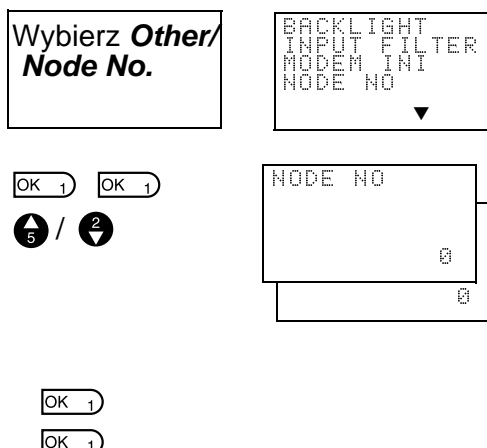 Wybierz Other/
Node No.
BACKLIGHT
INPUT FILTER
MODEM INI
NODE NO
▼
OK 1 OK 1
5 / 2
NODE NO
0
0
OK 1
OK 1